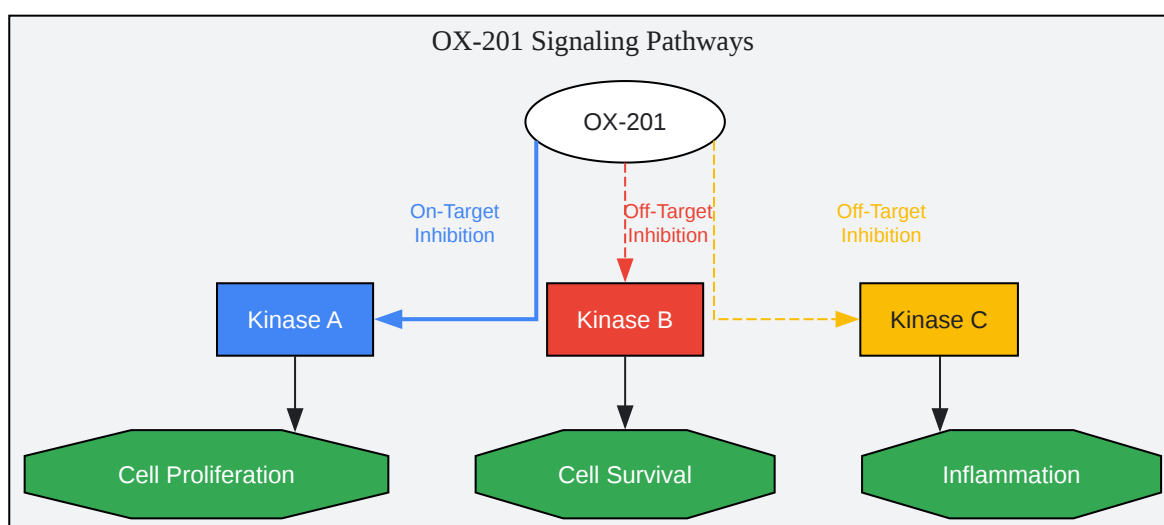 OX-201 Signaling Pathways
OX-201
On-Target
Inhibition
Off-Target
Inhibition
Off-Target
Inhibition
Kinase A
Kinase B
Kinase C
Cell Proliferation
Cell Survival
Inflammation